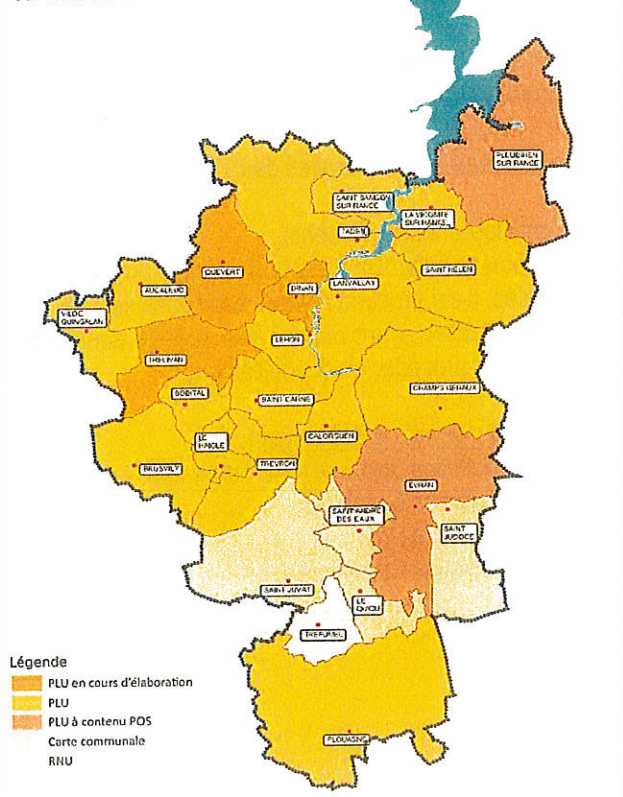 PLEUDIHEN
SUR RANCE
SAINT SAMSON
SUR RANCE
LA VICOMTE
SUR RANCE
TADEN
SAINT HELEN
QUEVERT
AUCALEUC
DINAN
LANVALLAY
VILDE
GUINGALAN
LEHON
TRELIVAN
BOBITAL
SAINT CARNE
CHAMPS GERAUX
CALORGUEN
LE
HINGLE
BRUSVILY
TREVRON
EVRAN
SAINT ANDRE
DES EAUX
SAINT
JUDOCE
SAINT JUVAT
LE
QUIOU
TREFUMEL
PLOUASNE
Légende
PLU en cours d'élaboration
PLU
PLU à contenu POS
Carte communale
RNU